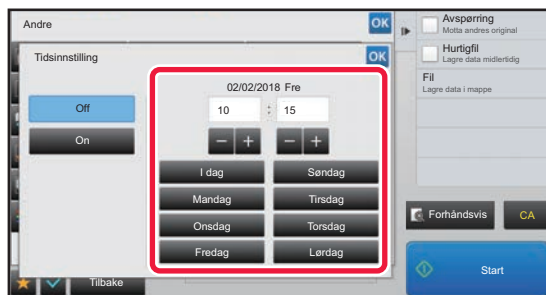 Andre
OK
Tidsinnstilling
OK
02/02/2018 Fre
10 : 15
Off
On
I dag
Søndag
Mandag
Tirsdag
Onsdag
Torsdag
Fredag
Lørdag
Tilbake
Avsperring
Motta andres original
Hurtigfil
Lagre data midlertidig
Fil
Lagre data i mappe
Forhåndsvis
CA
Start